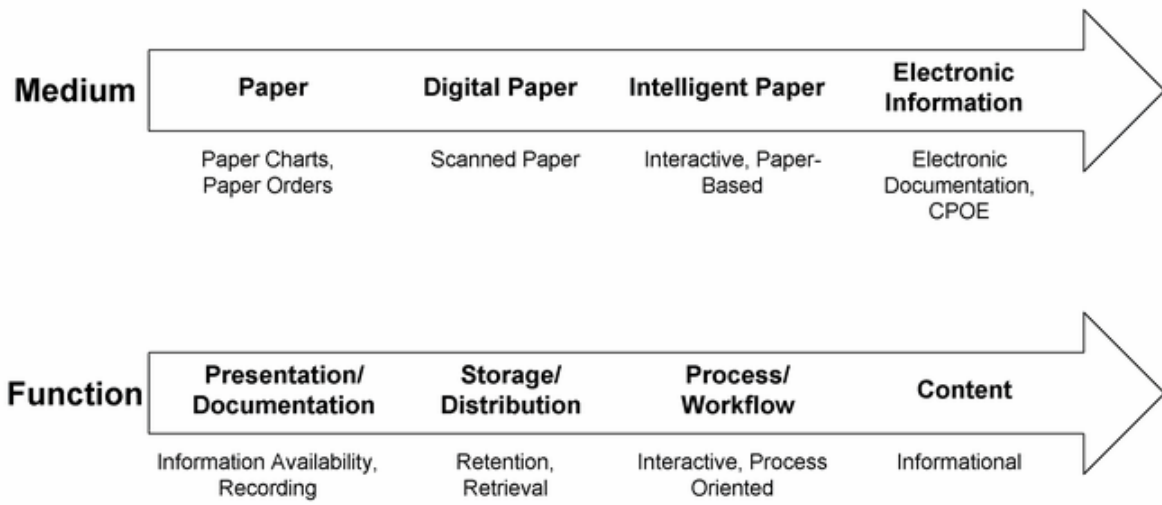 Medium
Paper
Digital Paper
Intelligent Paper
Electronic
Information
Paper Charts,
Paper Orders
Scanned Paper
Interactive, Paper-
Based
Electronic
Documentation,
CPOE
Function
Presentation/
Documentation
Storage/
Distribution
Process/
Workflow
Content
Information Availability,
Recording
Retention,
Retrieval
Interactive, Process
Oriented
Informational